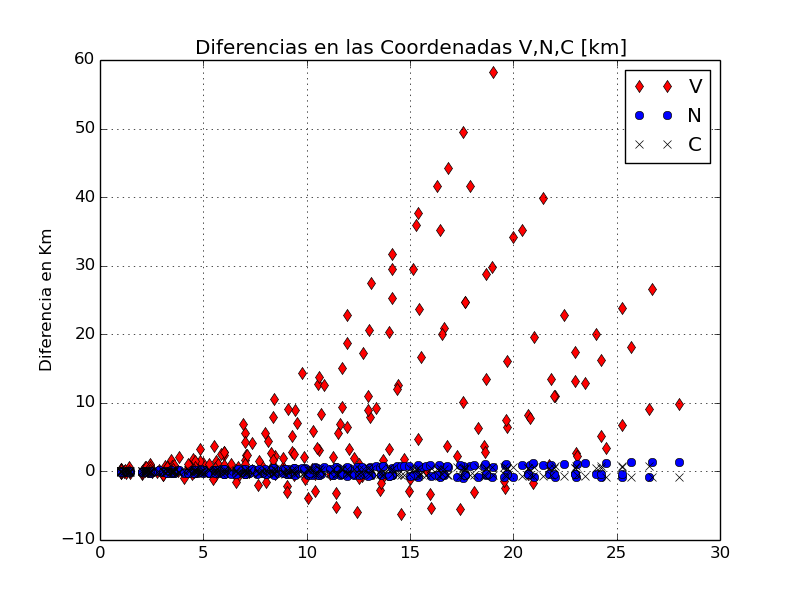 Diferencias en las Coordenadas V,N,C [km]
60
50
40
30
20
10
0
−10
Diferencia en Km
V
N
C
0 5 10 15 20 25 30